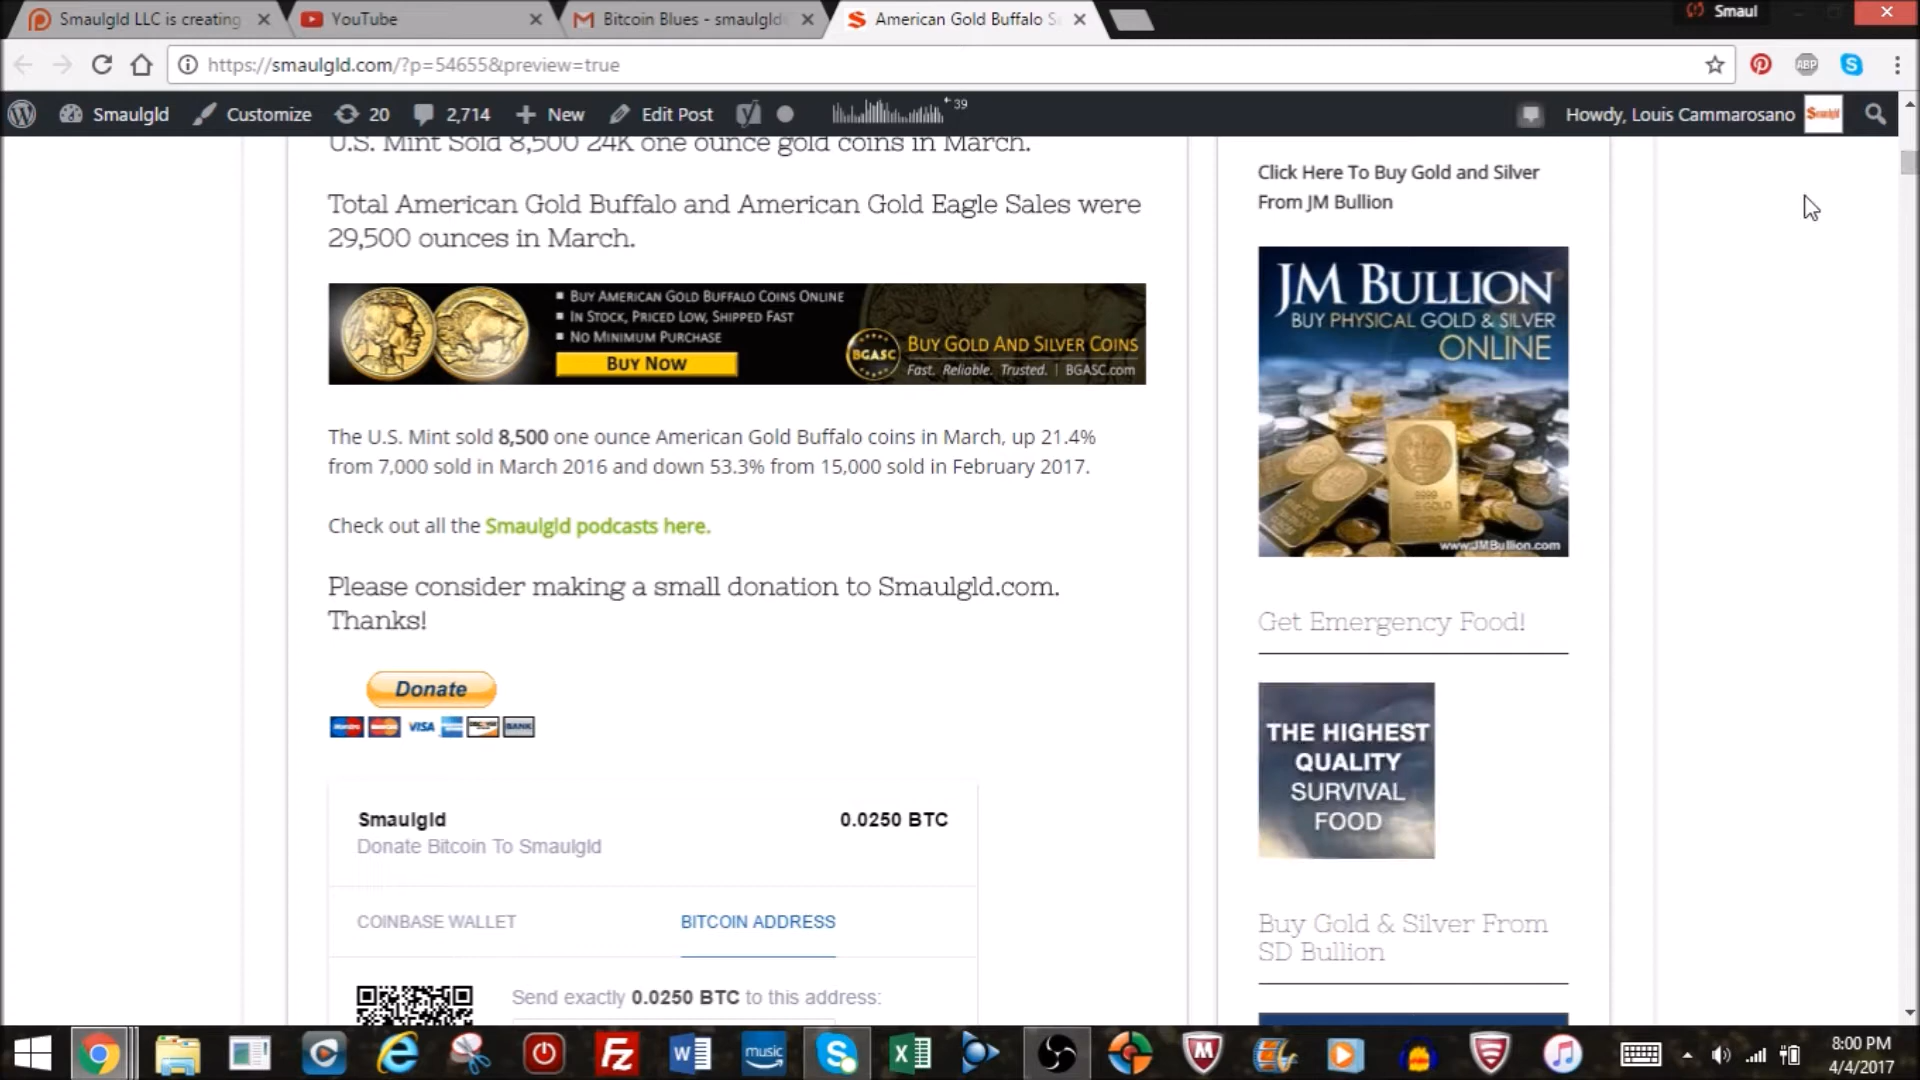 Smaulgld LLC is creating
YouTube
Bitcoin Blues - smaulgld
American Gold Buffalo S
Smaul
https://smaulgld.com/?p=54655&preview=true
ABP
Smaulgld
Customize
20
2,714
New
Edit Post
39
Howdy, Louis Cammarosano
Smaulgld
U.S. Mint Sold 8,500 24K one ounce gold coins in March.
Total American Gold Buffalo and American Gold Eagle Sales were
29,500 ounces in March.
BUY AMERICAN GOLD BUFFALO COINS ONLINE
IN STOCK, PRICED LOW, SHIPPED FAST
NO MINIMUM PURCHASE
BUY NOW
BGASC
BUY GOLD AND SILVER COINS
Fast. Reliable. Trusted. | BGASC.com
The U.S. Mint sold 8,500 one ounce American Gold Buffalo coins in March, up 21.4%
from 7,000 sold in March 2016 and down 53.3% from 15,000 sold in February 2017.
Check out all the Smaulgld podcasts here.
Please consider making a small donation to Smaulgld.com.
Thanks!
Donate
VISA
BANK
Smaulgld
0.0250 BTC
Donate Bitcoin To Smaulgld
COINBASE WALLET
BITCOIN ADDRESS
Send exactly 0.0250 BTC to this address:
Click Here To Buy Gold and Silver
From JM Bullion
JM BULLION
BUY PHYSICAL GOLD & SILVER
ONLINE
www.JMBullion.com
Get Emergency Food!
THE HIGHEST
QUALITY
SURVIVAL
FOOD
Buy Gold & Silver From
SD Bullion
music
8:00 PM
4/4/2017